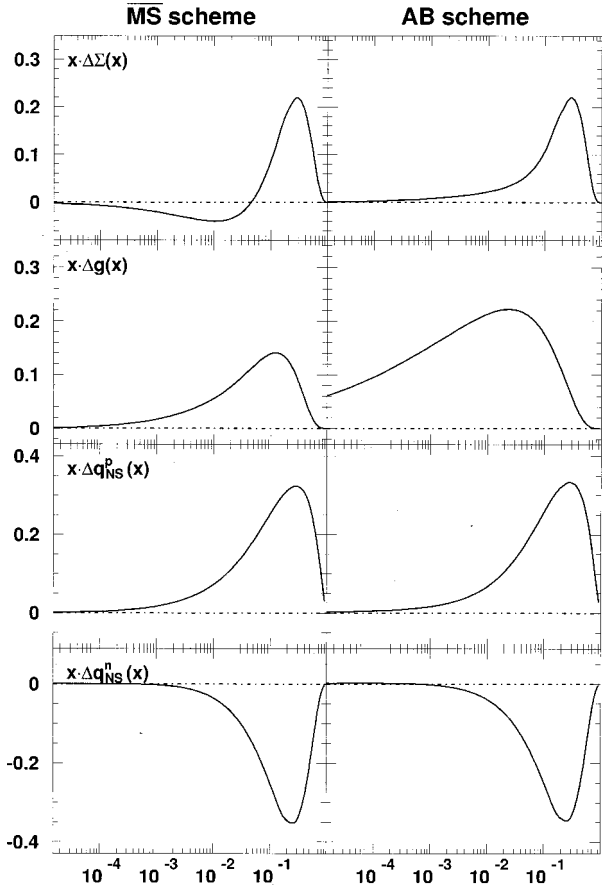 MS scheme AB scheme
x·ΔΣ(x)
0.3
0.2
0.1
0
x·Δg(x)
0.3
0.2
0.1
0
0.4
x·Δq^p_NS(x)
0.2
0
x·Δq^n_NS(x)
0
-0.2
-0.4
10^-4 10^-3 10^-2 10^-1 10^-4 10^-3 10^-2 10^-1